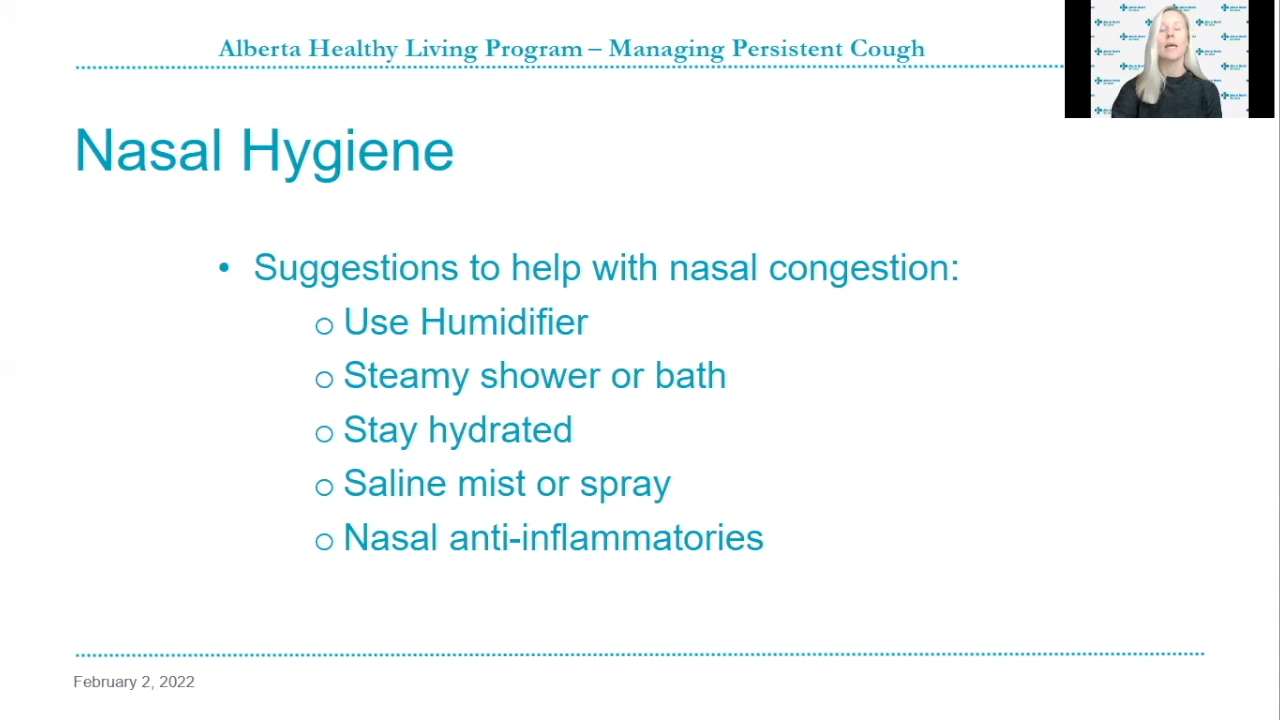 Alberta Healthy Living Program – Managing Persistent Cough
Nasal Hygiene
• Suggestions to help with nasal congestion:
o Use Humidifier
o Steamy shower or bath
o Stay hydrated
o Saline mist or spray
o Nasal anti-inflammatories
February 2, 2022